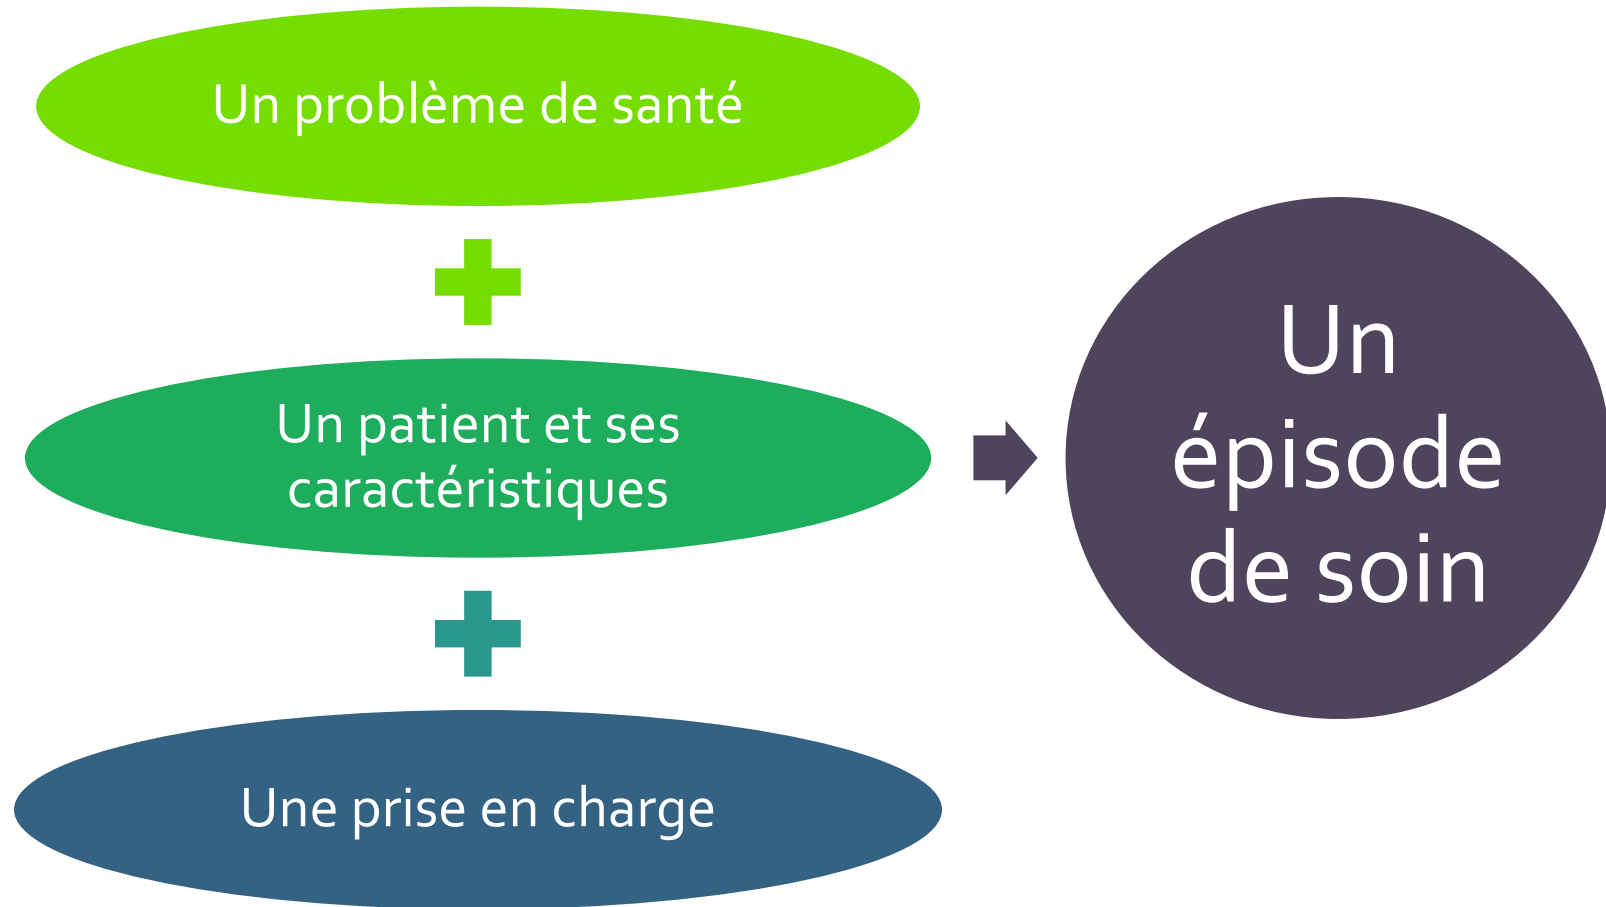 Un problème de santé
Un patient et ses
caractéristiques
Une prise en charge
Un
épisode
de soin